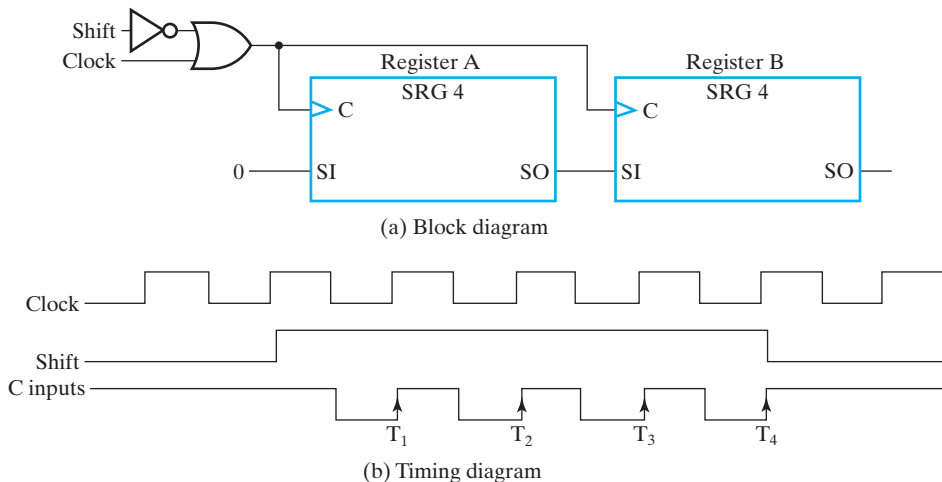 Shift
Clock
Register A
SRG 4
C
0
SI
SO
Register B
SRG 4
C
SI
SO
(a) Block diagram
Clock
Shift
C inputs
T1
T2
T3
T4
(b) Timing diagram